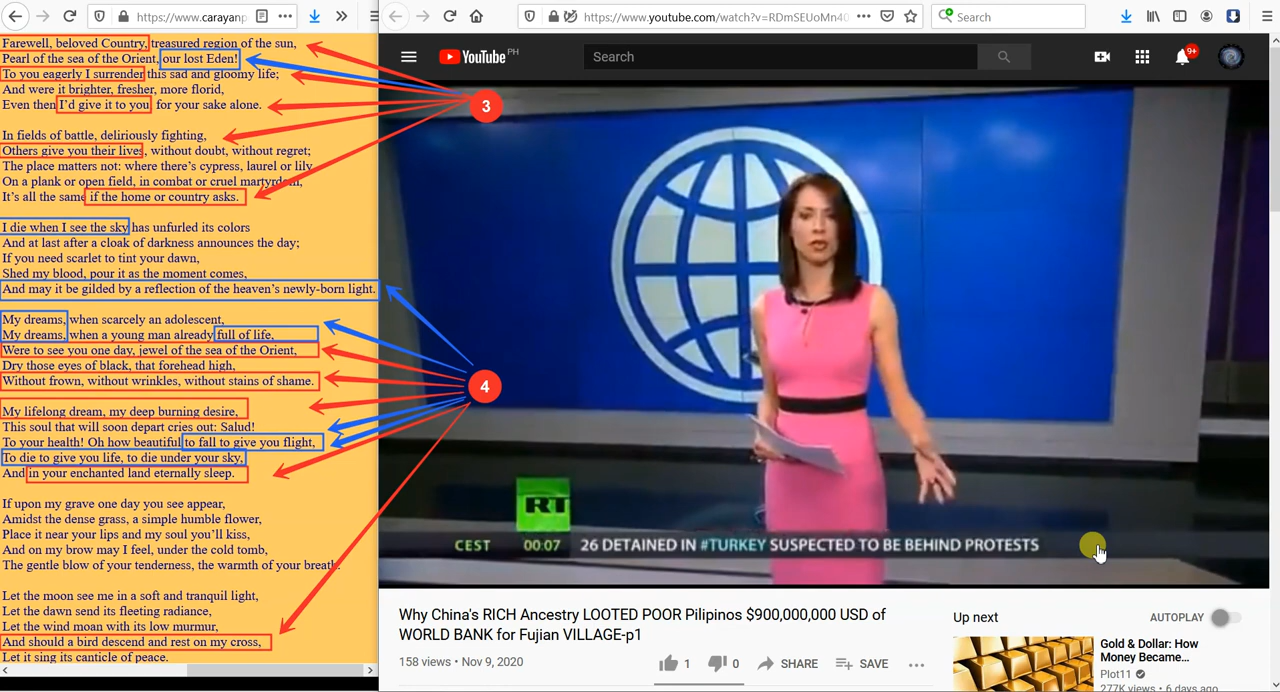 https://www.carayanp
Farewell, beloved Country, treasured region of the sun,
Pearl of the sea of the Orient, our lost Eden!
To you eagerly I surrender this sad and gloomy life;
And were it brighter, fresher, more florid,
Even then I'd give it to you for your sake alone.
In fields of battle, deliriously fighting,
Others give you their lives, without doubt, without regret;
The place matters not: where there's cypress, laurel or lily,
On a plank or open field, in combat or cruel martyrdom,
It's all the same if the home or country asks.
I die when I see the sky has unfurled its colors
And at last after a cloak of darkness announces the day;
If you need scarlet to tint your dawn,
Shed my blood, pour it as the moment comes,
And may it be gilded by a reflection of the heaven's newly-born light.
My dreams, when scarcely an adolescent,
My dreams, when a young man already full of life,
Were to see you one day, jewel of the sea of the Orient,
Dry those eyes of black, that forehead high,
Without frown, without wrinkles, without stains of shame.
My lifelong dream, my deep burning desire,
This soul that will soon depart cries out: Salud!
To your health! Oh how beautiful to fall to give you flight,
To die to give you life, to die under your sky,
And in your enchanted land eternally sleep.
If upon my grave one day you see appear,
Amidst the dense grass, a simple humble flower,
Place it near your lips and my soul you'll kiss,
And on my brow may I feel, under the cold tomb,
The gentle blow of your tenderness, the warmth of your breath.
Let the moon see me in a soft and tranquil light,
Let the dawn send its fleeting radiance,
Let the wind moan with its low murmur,
And should a bird descend and rest on my cross,
Let it sing its canticle of peace.
3
4
https://www.youtube.com/watch?v=RDmSEUoMn40
Search
YouTube PH
Search
9+
RT
CEST 00:07 26 DETAINED IN #TURKEY SUSPECTED TO BE BEHIND PROTESTS
Why China's RICH Ancestry LOOTED POOR Pilipinos $900,000,000 USD of
WORLD BANK for Fujian VILLAGE-p1
158 views • Nov 9, 2020
1 0 SHARE SAVE
Up next AUTOPLAY
Gold & Dollar: How
Money Became...
Plot11
277K views • 6 days ago